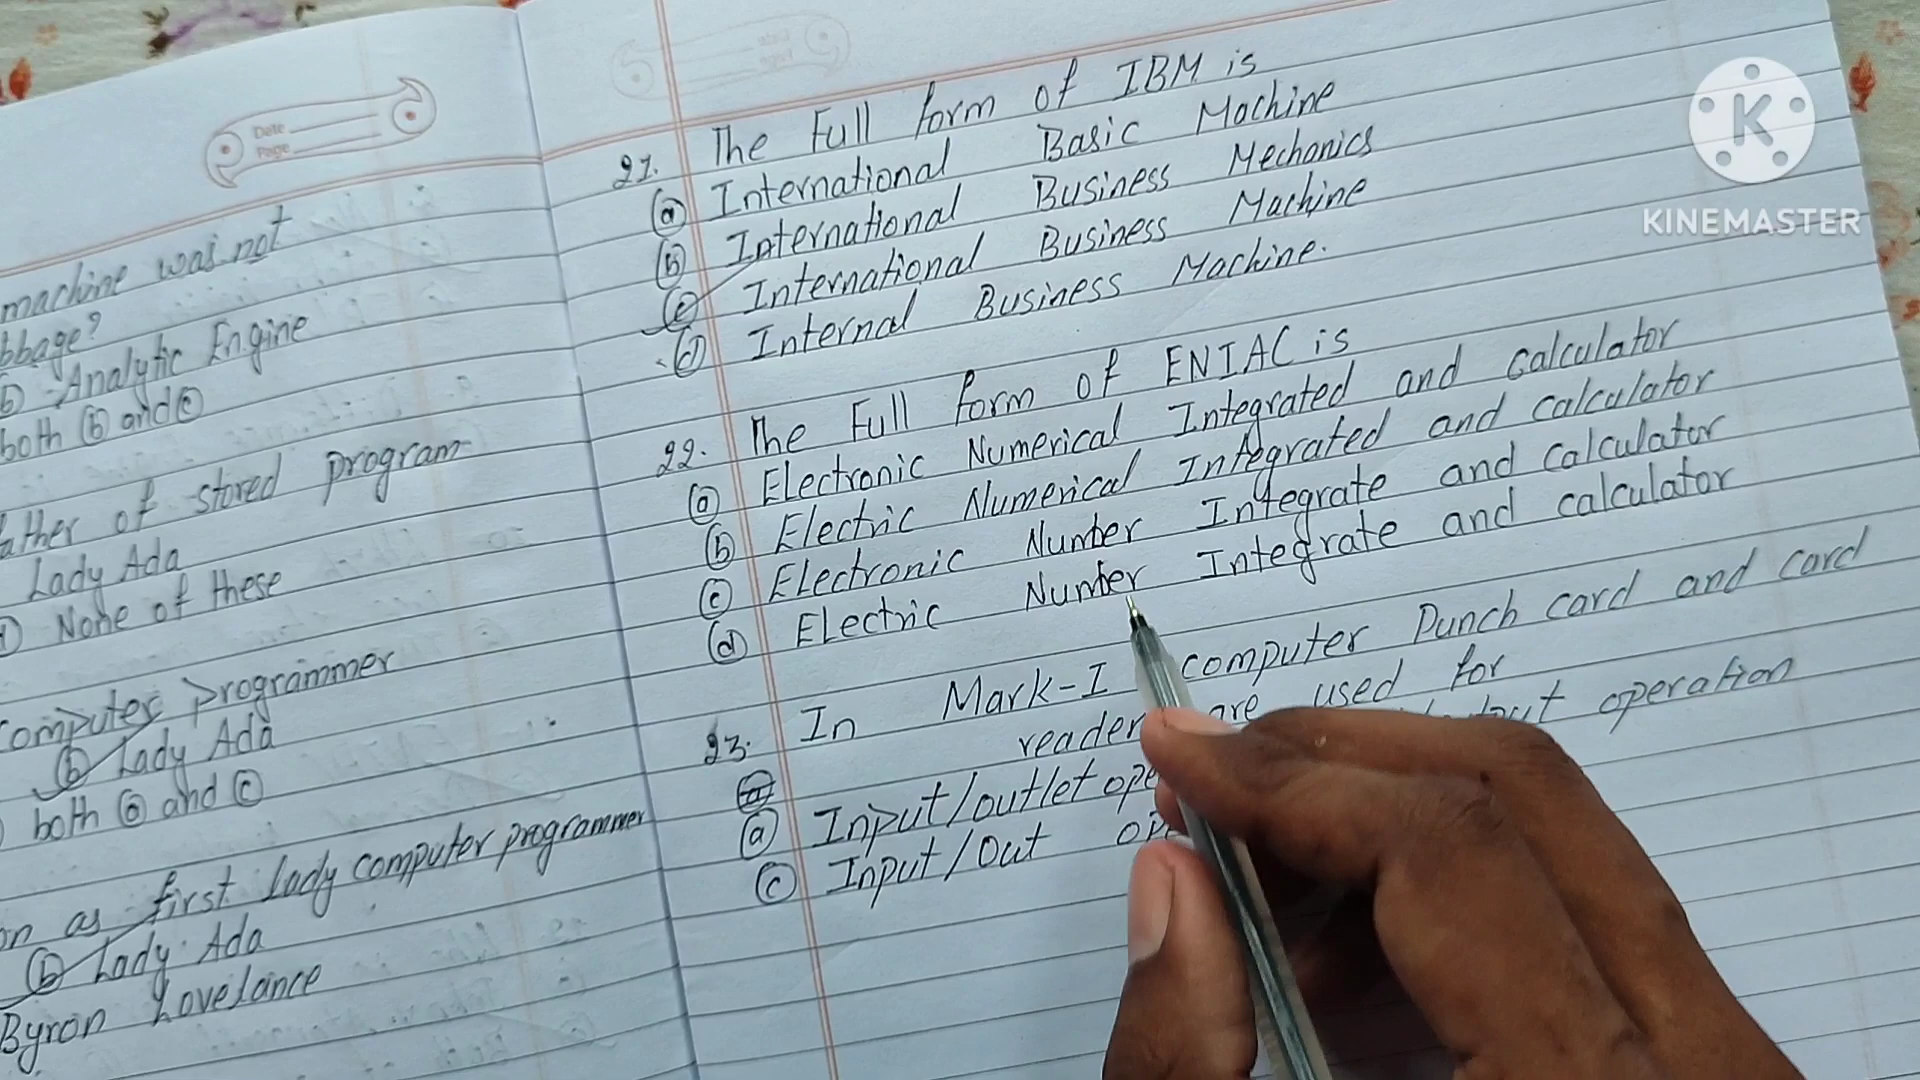 Date
Page
machine was not
bbage?
b Analytic Engine
both b and c
ather of stored program
Lady Ada
None of these
computer programmer
b Lady Ada
both a and c
on as first lady computer programmer
b Lady Ada
Byron Lovelance
21. The Full form of IBM is
a International Basic Machine
b International Business Mechanics
c International Business Machine
d Internal Business Machine.
22. The Full form of ENIAC is
a Electronic Numerical Integrated and calculator
b Electric Numerical Integrated and calculator
c Electronic Number Integrate and calculator
d Electric Number Integrate and calculator
23. In Mark-I computer Punch card and card
reader are used for
a Input/outlet ope operation
c Input/Out
KINEMASTER